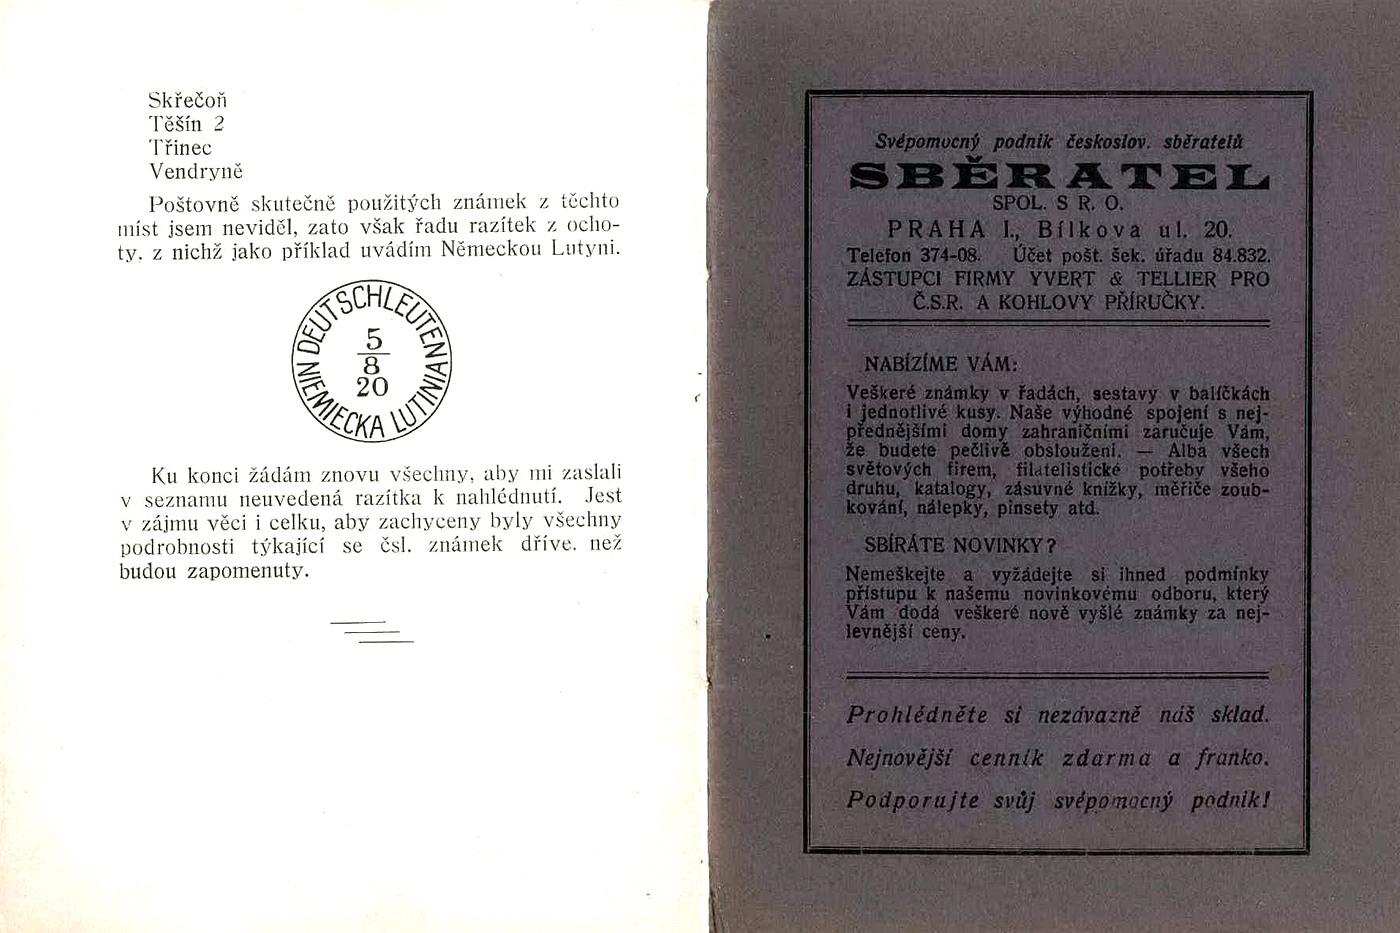 Skřečoň
Těšín 2
Třinec
Vendryně
Poštovně skutečně použitých známek z těchto
míst jsem neviděl, zato však řadu razítek z ocho-
ty, z nichž jako příklad uvádím Německou Lutyni.
DEUTSCHLEUTEN
5
8
20
NIEMIECKA LUTINIA
Ku konci žádám znovu všechny, aby mi zaslali
v seznamu neuvedená razítka k nahlédnutí. Jest
v zájmu věci i celku, aby zachyceny byly všechny
podrobnosti týkající se čsl. známek dříve. než
budou zapomenuty.
Svépomocný podnik českoslov. sběratelů
SBĚRATEL
SPOL. S R. O.
PRAHA I., Bílkova ul. 20.
Telefon 374-08. Účet pošt. šek. úřadu 84.832.
ZÁSTUPCI FIRMY YVERT & TELLIER PRO
Č.S.R. A KOHLOVY PŘÍRUČKY.
NABÍZÍME VÁM:
Veškeré známky v řadách, sestavy v balíčkách
i jednotlivé kusy. Naše výhodné spojení s nej-
přednějšími domy zahraničními zaručuje Vám,
že budete pečlivě obslouženi. — Alba všech
světových firem, filatelistické potřeby všeho
druhu, katalogy, zásuvné knížky, měřiče zoub-
kování, nálepky, pinsety atd.
SBÍRÁTE NOVINKY?
Nemeškejte a vyžádejte si ihned podmínky
přístupu k našemu novinkovému odboru, který
Vám dodá veškeré nově vyšlé známky za nej-
levnější ceny.
Prohlédněte si nezávazně náš sklad.
Nejnovější cenník zdarma a franko.
Podporujte svůj svépomocný podnik!